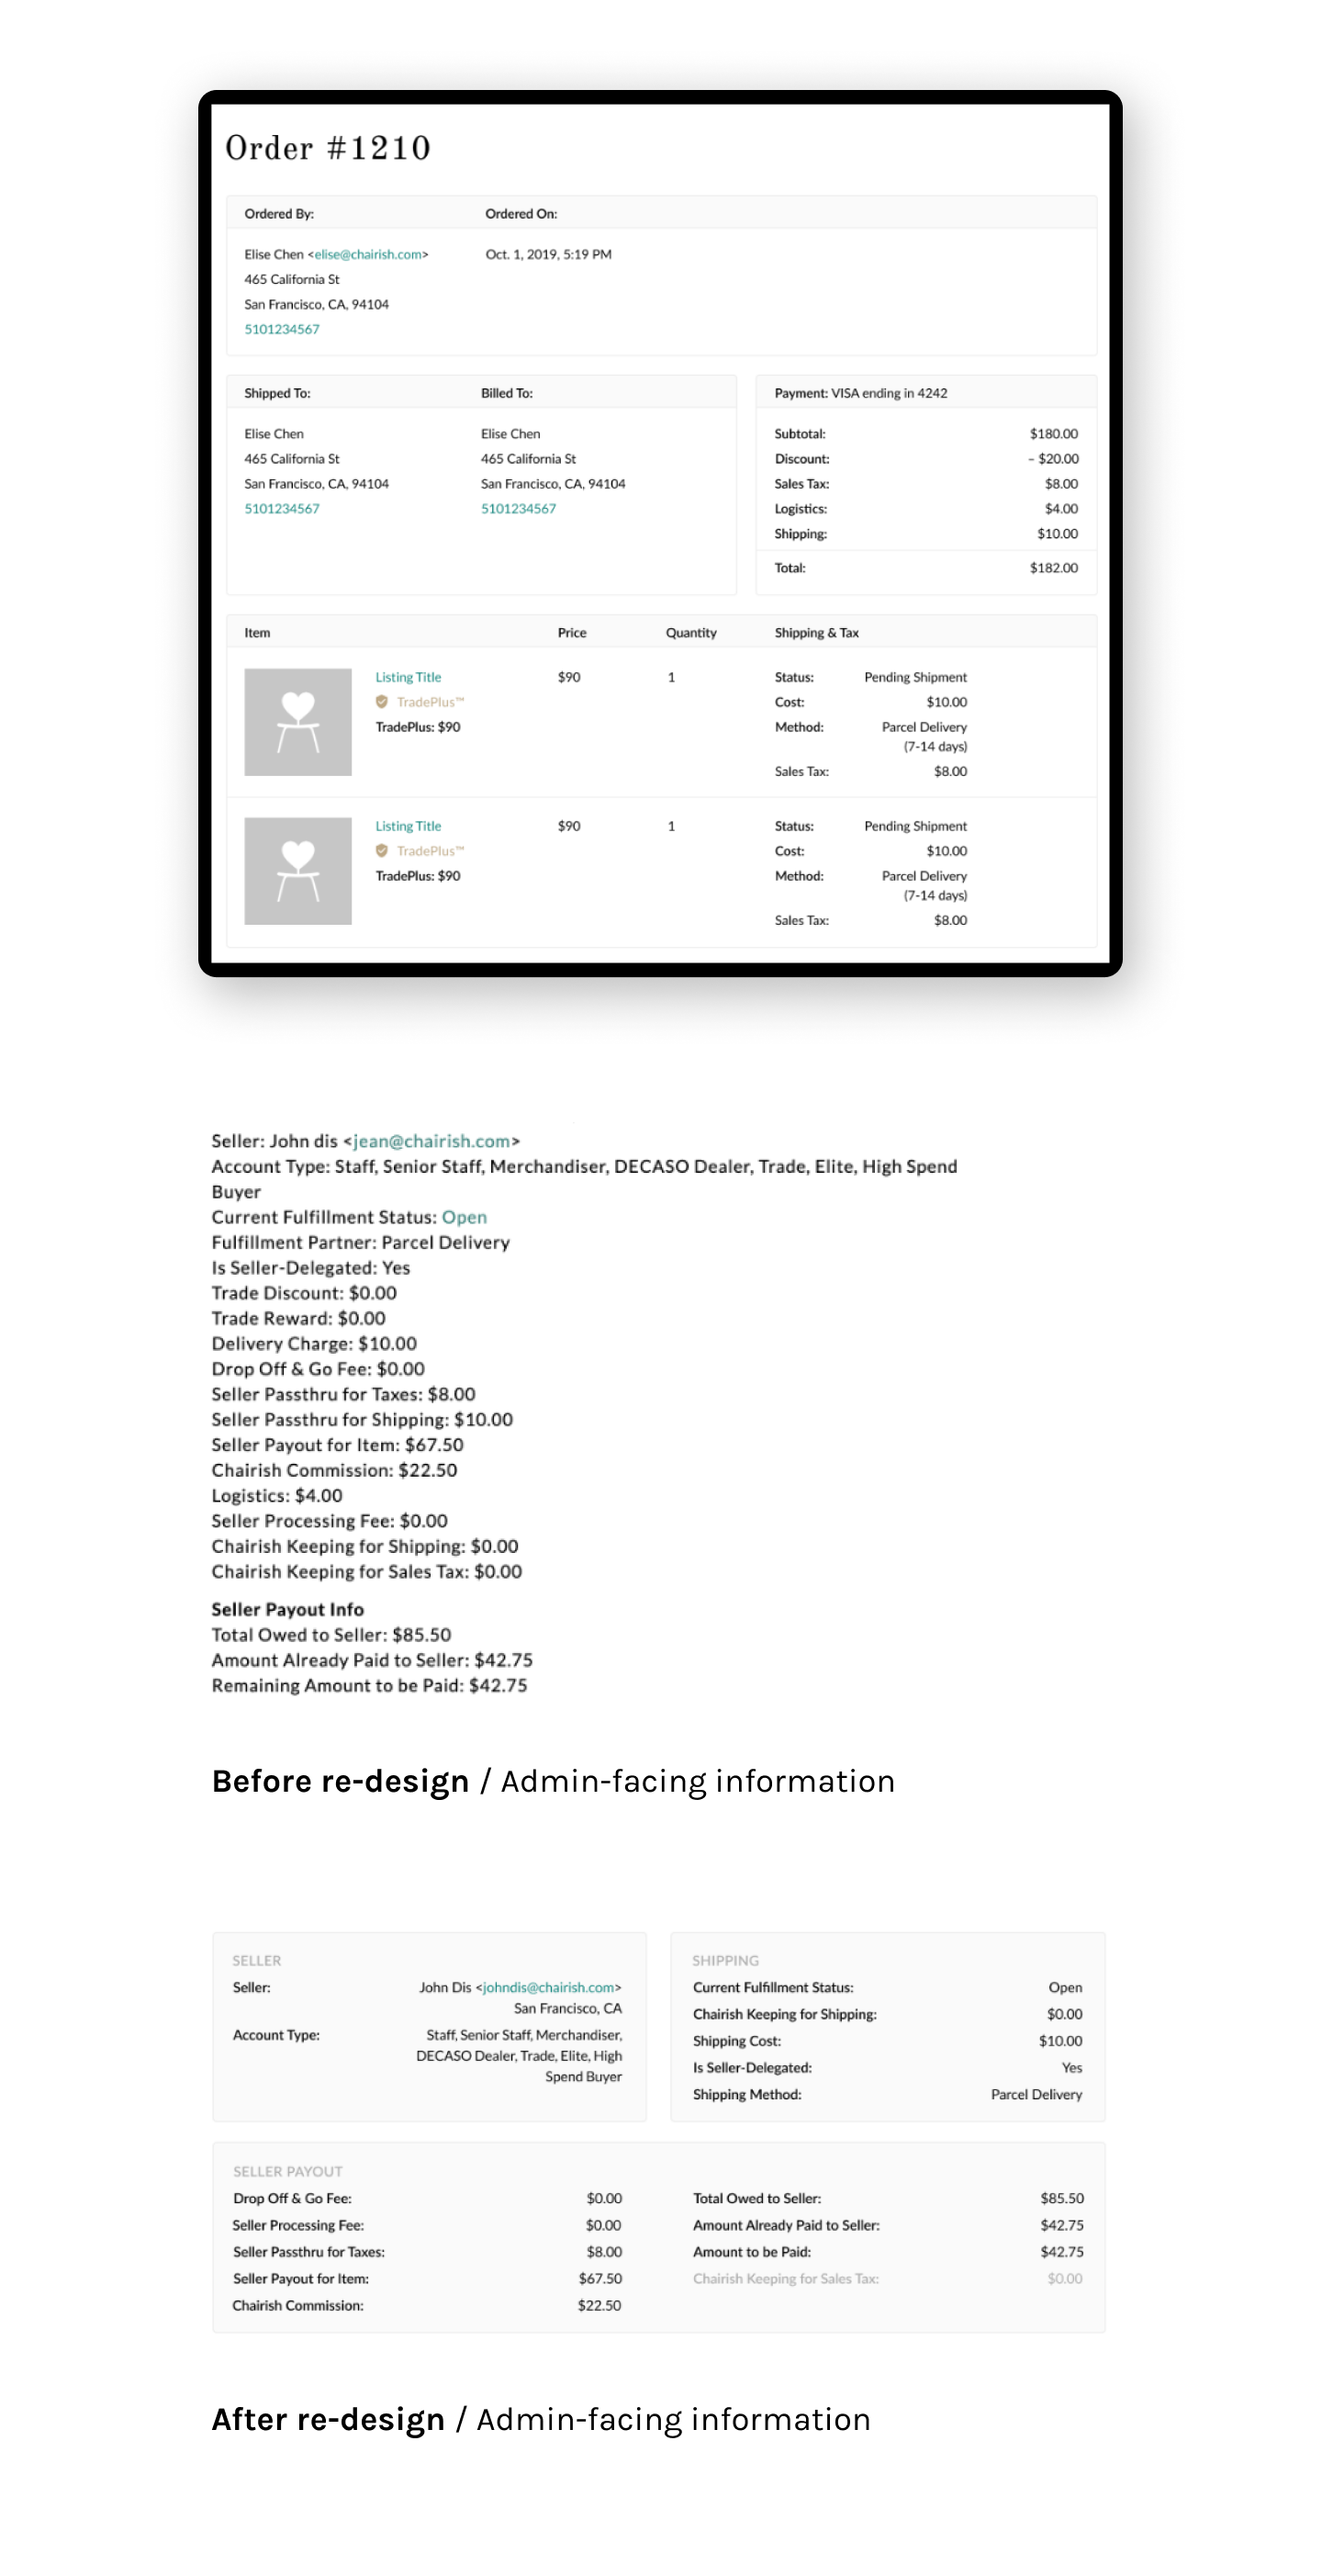 Order #1210
Ordered By: Ordered On:
Elise Chen <elise@chairish.com> Oct. 1, 2019, 5:19 PM
465 California St
San Francisco, CA, 94104
5101234567
Shipped To: Billed To:
Elise Chen Elise Chen
465 California St 465 California St
San Francisco, CA, 94104 San Francisco, CA, 94104
5101234567 5101234567
Payment: VISA ending in 4242
Subtotal: $180.00
Discount: – $20.00
Sales Tax: $8.00
Logistics: $4.00
Shipping: $10.00
Total: $182.00
Item Price Quantity Shipping & Tax
Listing Title $90 1 Status: Pending Shipment
TradePlus™ Cost: $10.00
TradePlus: $90 Method: Parcel Delivery
(7-14 days)
Sales Tax: $8.00
Listing Title $90 1 Status: Pending Shipment
TradePlus™ Cost: $10.00
TradePlus: $90 Method: Parcel Delivery
(7-14 days)
Sales Tax: $8.00
Seller: John dis <jean@chairish.com>
Account Type: Staff, Senior Staff, Merchandiser, DECASO Dealer, Trade, Elite, High Spend
Buyer
Current Fulfillment Status: Open
Fulfillment Partner: Parcel Delivery
Is Seller-Delegated: Yes
Trade Discount: $0.00
Trade Reward: $0.00
Delivery Charge: $10.00
Drop Off & Go Fee: $0.00
Seller Passthru for Taxes: $8.00
Seller Passthru for Shipping: $10.00
Seller Payout for Item: $67.50
Chairish Commission: $22.50
Logistics: $4.00
Seller Processing Fee: $0.00
Chairish Keeping for Shipping: $0.00
Chairish Keeping for Sales Tax: $0.00
Seller Payout Info
Total Owed to Seller: $85.50
Amount Already Paid to Seller: $42.75
Remaining Amount to be Paid: $42.75
Before re-design / Admin-facing information
SELLER
Seller: John Dis <johndis@chairish.com>
San Francisco, CA
Account Type: Staff, Senior Staff, Merchandiser,
DECASO Dealer, Trade, Elite, High
Spend Buyer
SHIPPING
Current Fulfillment Status: Open
Chairish Keeping for Shipping: $0.00
Shipping Cost: $10.00
Is Seller-Delegated: Yes
Shipping Method: Parcel Delivery
SELLER PAYOUT
Drop Off & Go Fee: $0.00
Seller Processing Fee: $0.00
Seller Passthru for Taxes: $8.00
Seller Payout for Item: $67.50
Chairish Commission: $22.50
Total Owed to Seller: $85.50
Amount Already Paid to Seller: $42.75
Amount to be Paid: $42.75
Chairish Keeping for Sales Tax: $0.00
After re-design / Admin-facing information